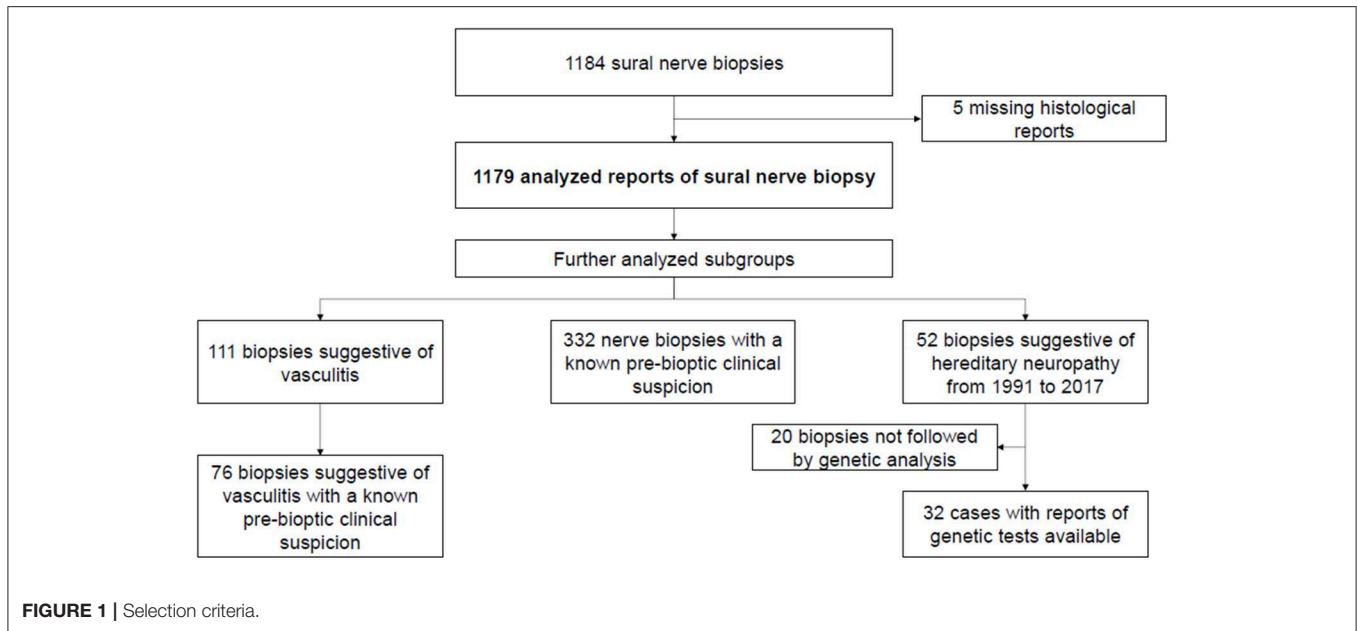 1184 sural nerve biopsies
5 missing histological
reports
1179 analyzed reports of sural nerve biopsy
Further analyzed subgroups
111 biopsies suggestive of
vasculitis
332 nerve biopsies with a
known pre-bioptic clinical
suspicion
52 biopsies suggestive of
hereditary neuropathy
from 1991 to 2017
20 biopsies not followed
by genetic analysis
76 biopsies suggestive of
vasculitis with a known
pre-bioptic clinical
suspicion
32 cases with reports of
genetic tests available
FIGURE 1 | Selection criteria.